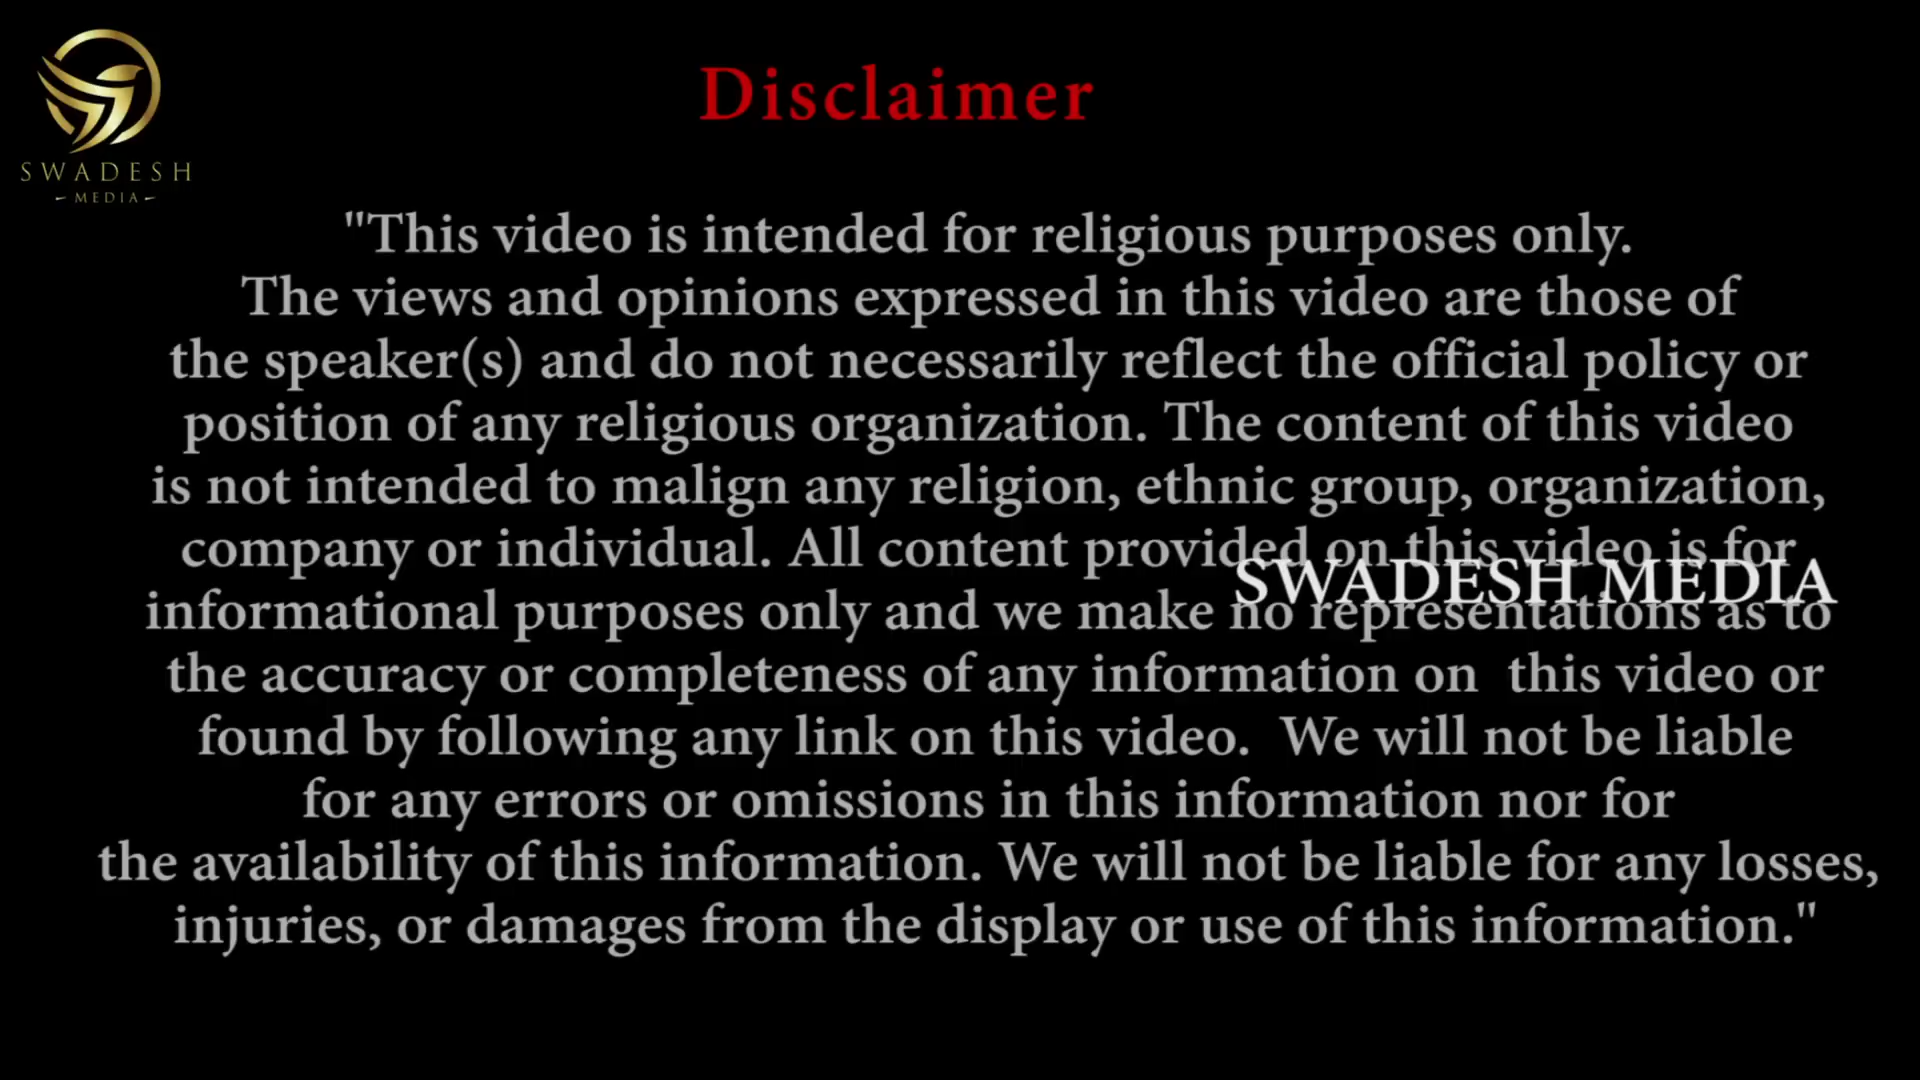 Disclaimer
SWADESH
MEDIA
"This video is intended for religious purposes only.
The views and opinions expressed in this video are those of
the speaker(s) and do not necessarily reflect the official policy or
position of any religious organization. The content of this video
is not intended to malign any religion, ethnic group, organization,
company or individual. All content provided on this video is for
SWADESH MEDIA
informational purposes only and we make no representations as to
the accuracy or completeness of any information on  this video or
found by following any link on this video.  We will not be liable
for any errors or omissions in this information nor for
the availability of this information. We will not be liable for any losses,
injuries, or damages from the display or use of this information."